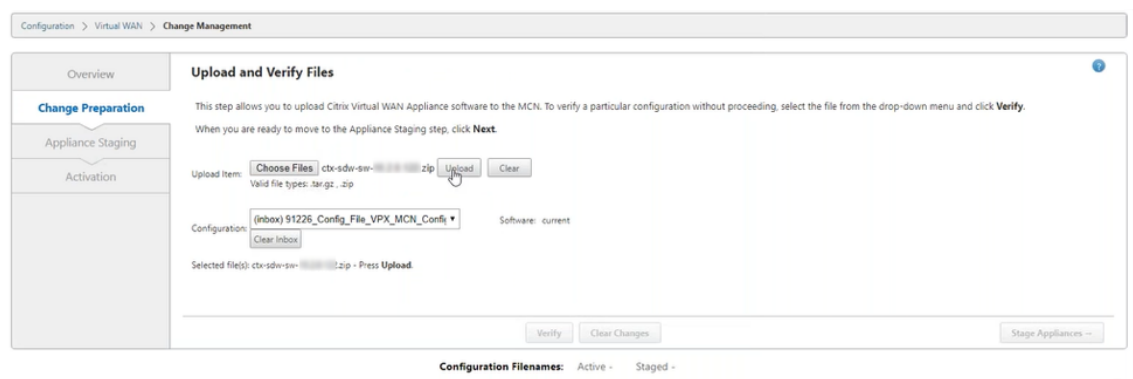 Configuration > Virtual WAN > Change Management
Overview
Upload and Verify Files
?
Change Preparation
This step allows you to upload Citrix Virtual WAN Appliance software to the MCN. To verify a particular configuration without proceeding, select the file from the drop-down menu and click Verify.
When you are ready to move to the Appliance Staging step, click Next.
Appliance Staging
Activation
Upload Item: Choose Files ctx-sdw-sw- zip Upload Clear
Valid file types: .tar.gz , .zip
Configuration: (inbox) 91226_Config_File_VPX_MCN_Config ▼ Software: current
Clear Inbox
Selected file(s): ctx-sdw-sw- .zip - Press Upload.
Verify Clear Changes Stage Appliances →
Configuration Filenames: Active - Staged -